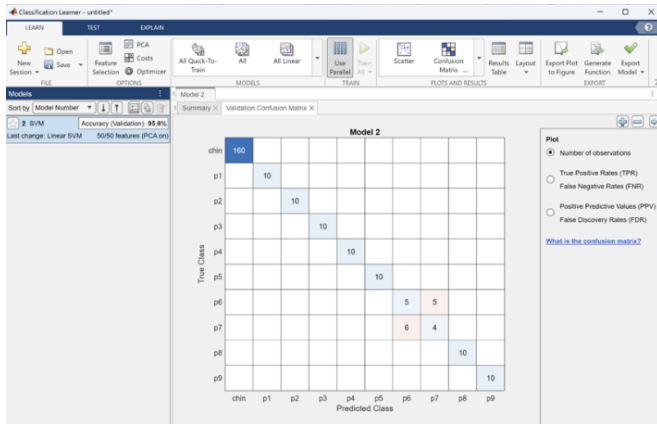 Classification Learner - untitled*
LEARN TEST EXPLAIN
New Session
Open
Save
FILE
Feature Selection
PCA
Costs
Optimizer
OPTIONS
All Quick-To-Train
All
All Linear
MODELS
Use Parallel
Train All
TRAIN
Scatter
Confusion Matrix ...
Results Table
Layout
PLOTS AND RESULTS
Export Plot to Figure
Generate Function
Export Model
EXPORT
Models
Sort by Model Number
2 SVM Accuracy (Validation): 95.6%
Last change: Linear SVM 50/50 features (PCA on)
Model 2
Summary Validation Confusion Matrix
Model 2
chin 160
p1 10
p2 10
p3 10
p4 10
p5 10
p6 5 5
p7 6 4
p8 10
p9 10
True Class
chin p1 p2 p3 p4 p5 p6 p7 p8 p9
Predicted Class
Plot
Number of observations
True Positive Rates (TPR)
False Negative Rates (FNR)
Positive Predictive Values (PPV)
False Discovery Rates (FDR)
What is the confusion matrix?